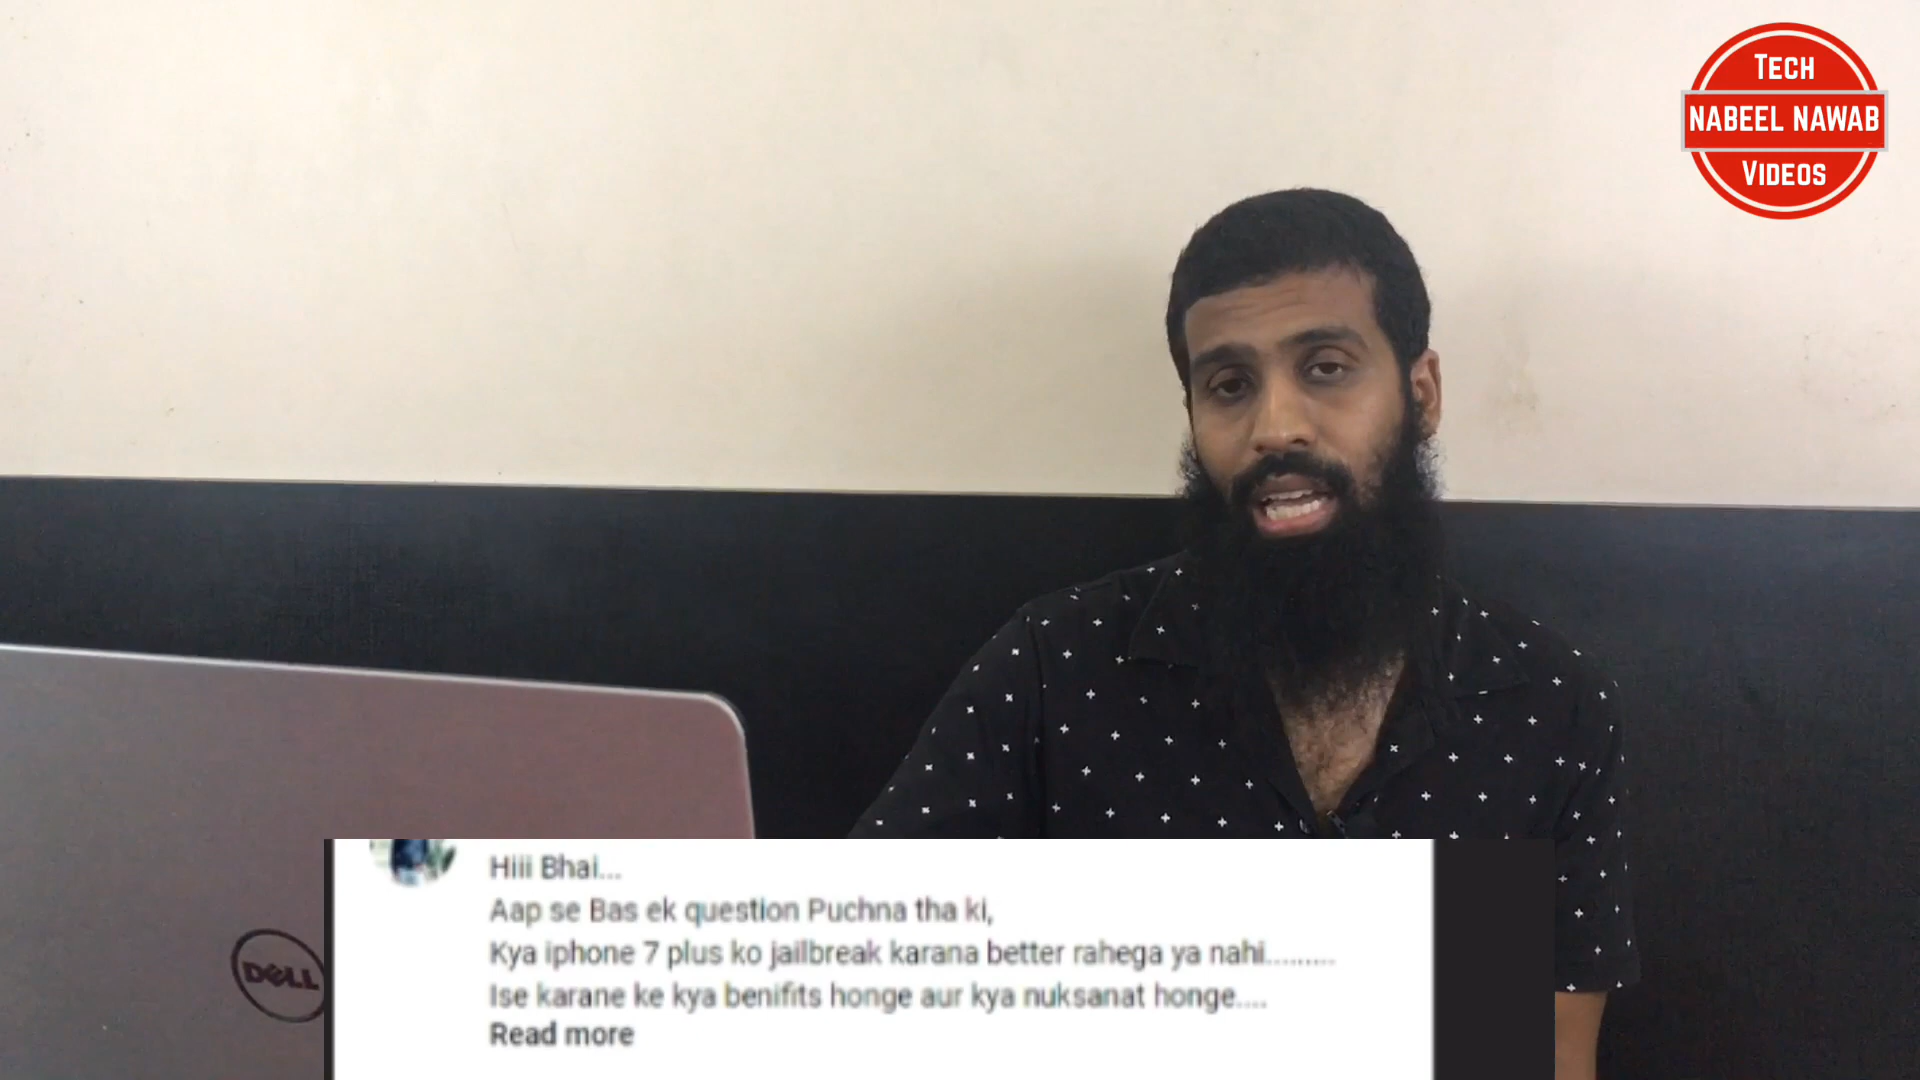 TECH
NABEEL NAWAB
VIDEOS
Hiii Bhai...
Aap se Bas ek question Puchna tha ki,
Kya iphone 7 plus ko jailbreak karana better rahega ya nahi.........
Ise karane ke kya benifits honge aur kya nuksanat honge....
Read more
DELL